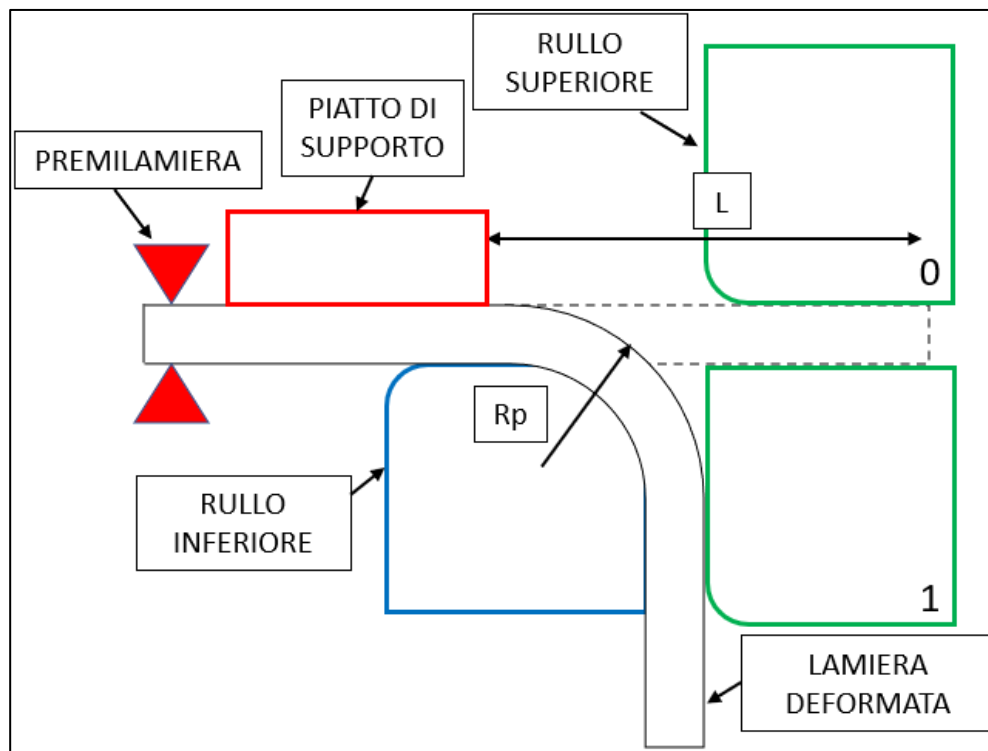 RULLO
SUPERIORE
PIATTO DI
SUPPORTO
PREMILAMIERA
L
0
Rp
RULLO
INFERIORE
1
LAMIERA
DEFORMATA